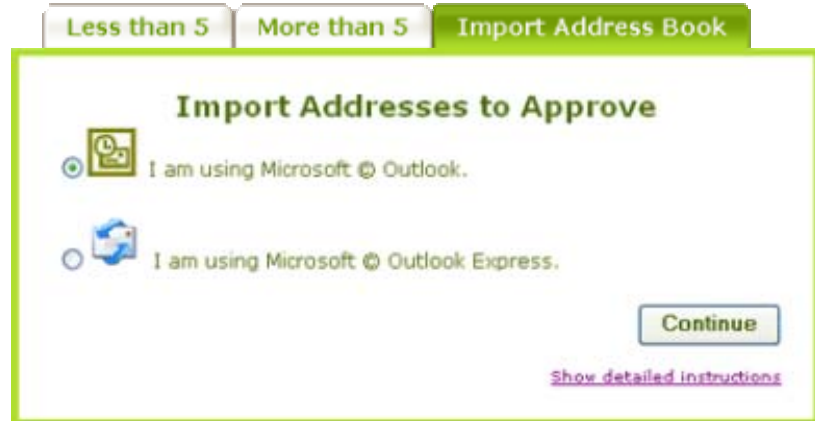 Less than 5 More than 5 Import Address Book
Import Addresses to Approve
I am using Microsoft © Outlook.
I am using Microsoft © Outlook Express.
Continue
Show detailed instructions